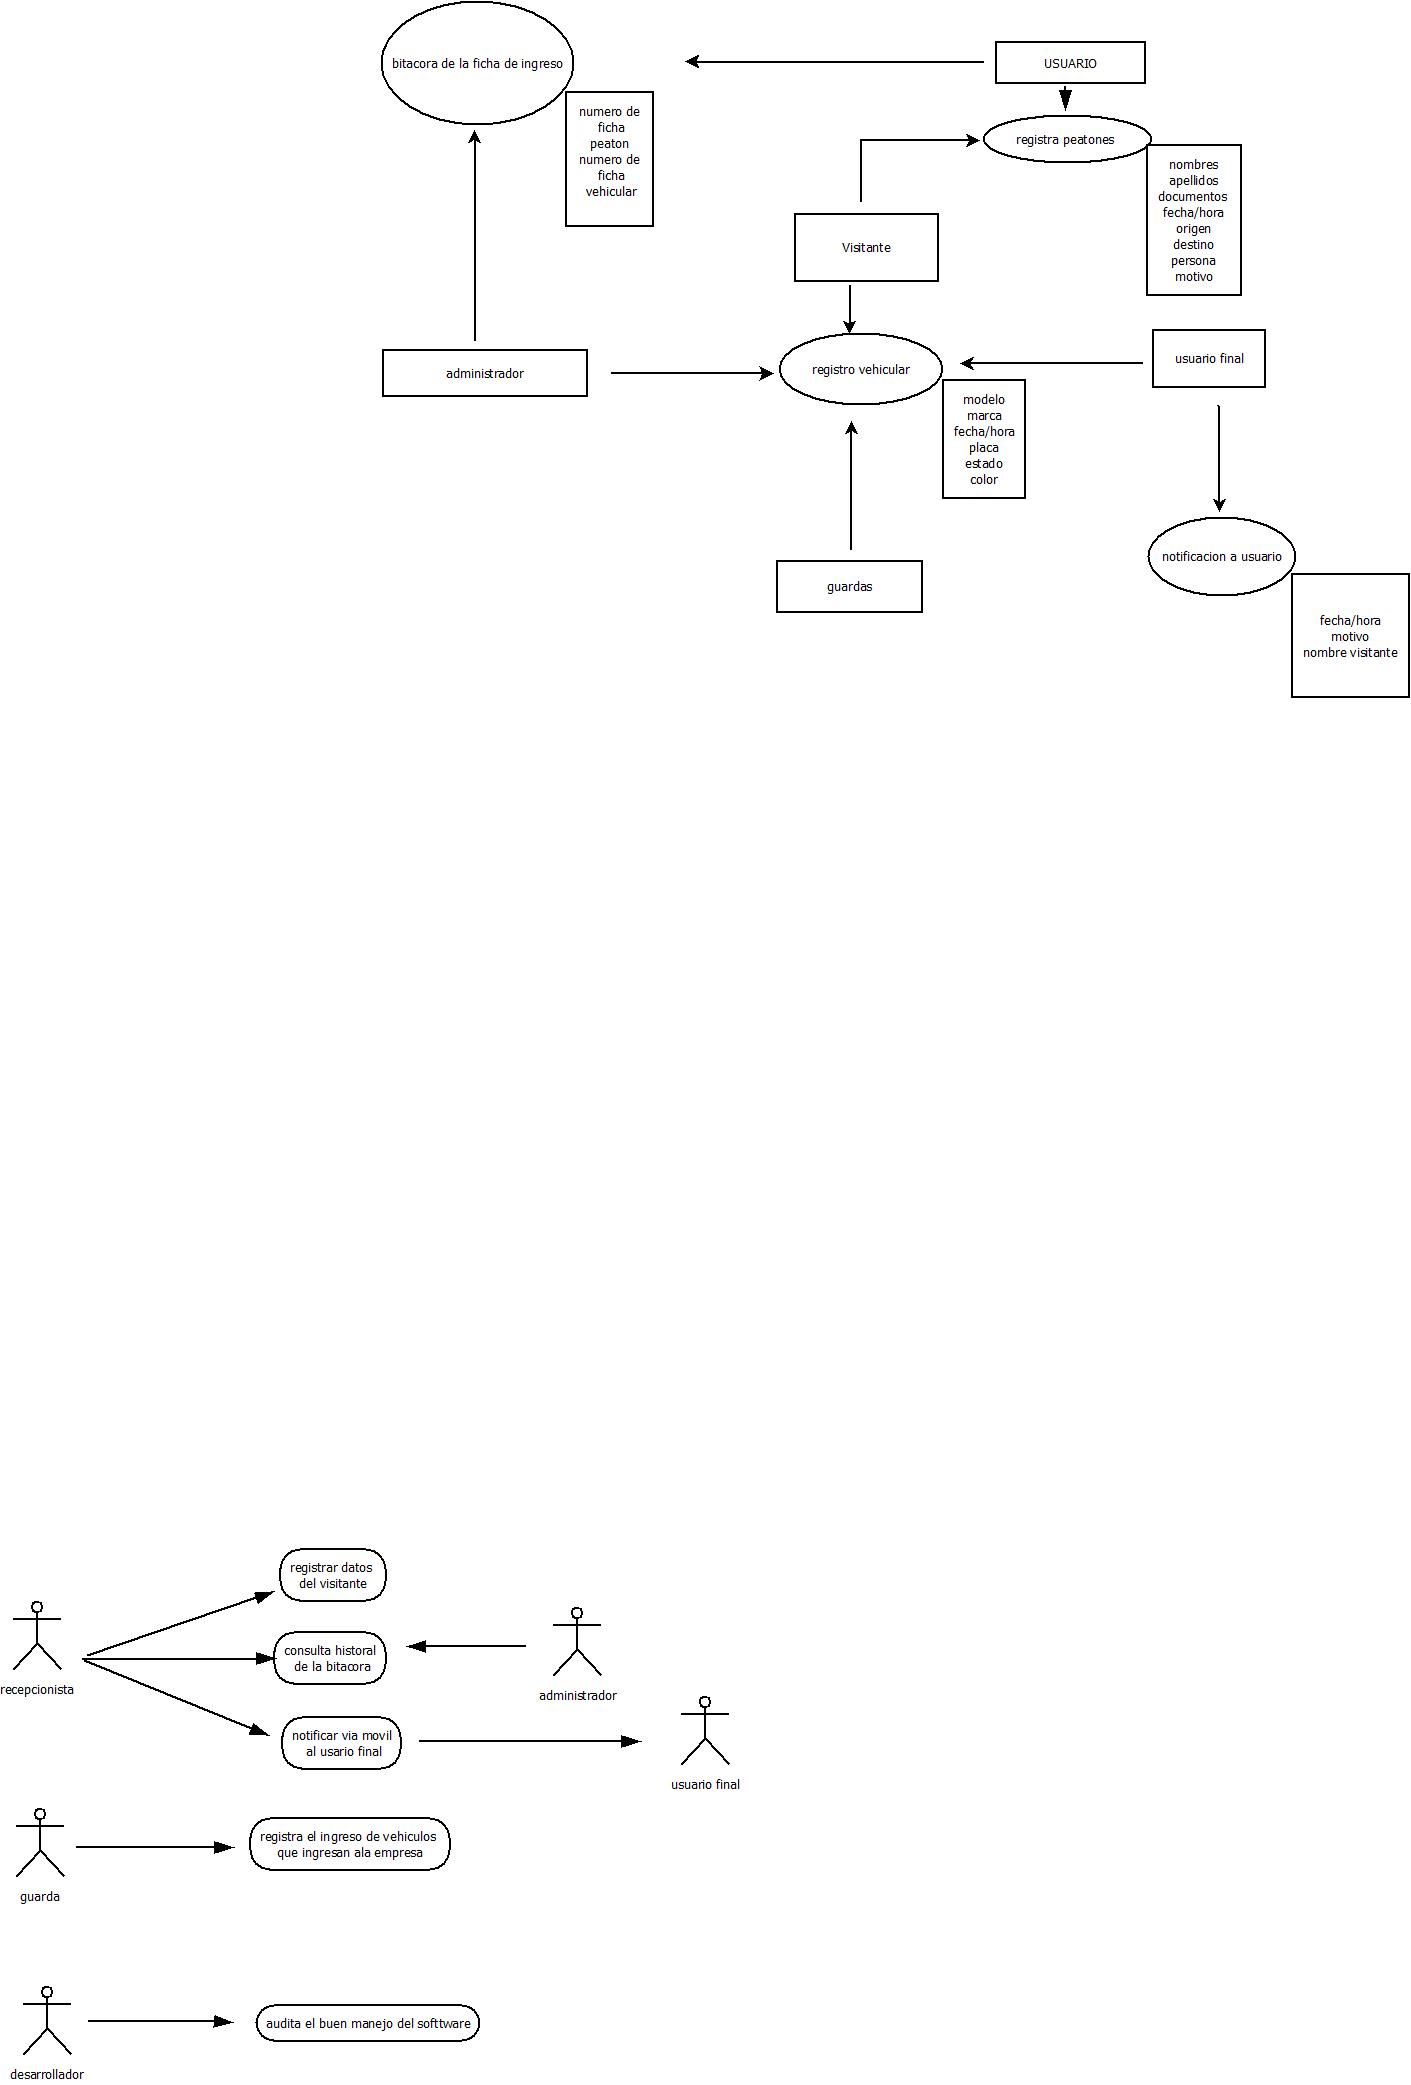 bitacora de la ficha de ingreso
USUARIO
numero de
ficha
peaton
numero de
ficha
vehicular
registra peatones
nombres
apellidos
documentos
fecha/hora
origen
destino
persona
motivo
Visitante
administrador
registro vehicular
usuario final
modelo
marca
fecha/hora
placa
estado
color
guardas
notificacion a usuario
fecha/hora
motivo
nombre visitante
registrar datos
del visitante
recepcionista
consulta historal
de la bitacora
administrador
notificar via movil
al usario final
usuario final
guarda
registra el ingreso de vehiculos
que ingresan ala empresa
desarrollador
audita el buen manejo del softtware